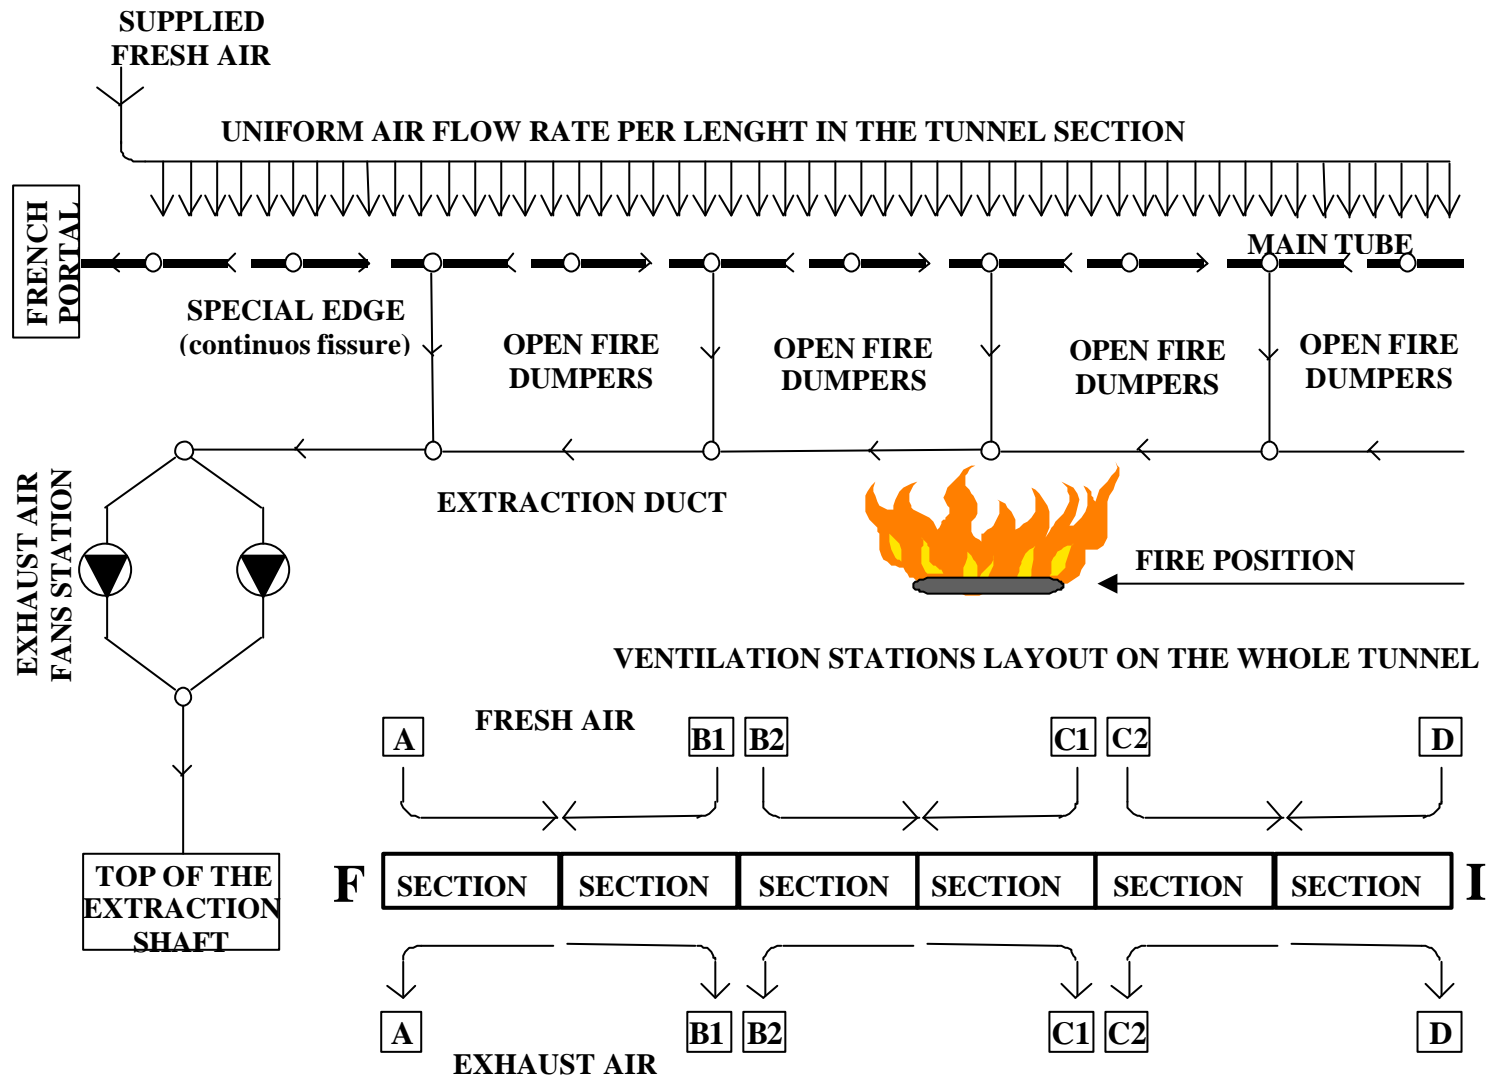 SUPPLIED
FRESH AIR
UNIFORM AIR FLOW RATE PER LENGHT IN THE TUNNEL SECTION
FRENCH
PORTAL
MAIN TUBE
SPECIAL EDGE
(continuos fissure)
OPEN FIRE
DUMPERS
OPEN FIRE
DUMPERS
OPEN FIRE
DUMPERS
OPEN FIRE
DUMPERS
EXHAUST AIR
FANS STATION
EXTRACTION DUCT
FIRE POSITION
VENTILATION STATIONS LAYOUT ON THE WHOLE TUNNEL
FRESH AIR
A
B1
B2
C1
C2
D
TOP OF THE
EXTRACTION
SHAFT
F
SECTION
SECTION
SECTION
SECTION
SECTION
SECTION
I
A
B1
B2
C1
C2
D
EXHAUST AIR